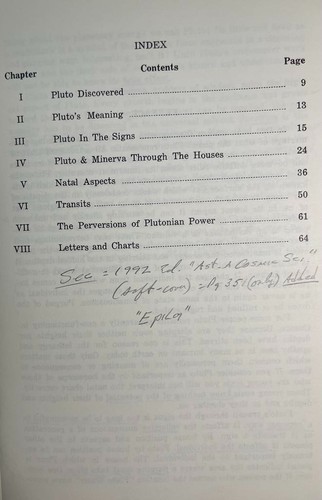 INDEX
Chapter Contents Page
I Pluto Discovered 9
II Pluto's Meaning 13
III Pluto In The Signs 15
IV Pluto & Minerva Through The Houses 24
V Natal Aspects 36
VI Transits 50
VII The Perversions of Plutonian Power 61
VIII Letters and Charts 64
See = 1992 Ed. "Ast. A Cosmic Sci,"
(soft-cov) = Pg 351 (only) Added
"Epilog"